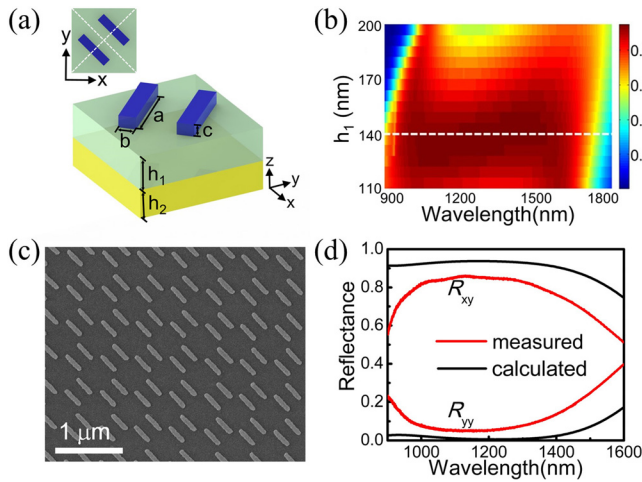 (a)
y
x
a
b
c
h1
h2
z
y
x
(b)
200
170
140
110
h1 (nm)
900 1200 1500 1800
Wavelength(nm)
0.
0.
0.
0.
0.
(c)
1 μm
(d)
1.0
0.8
0.6
0.4
0.2
0.0
Reflectance
Rxy
measured
calculated
Ryy
1000 1200 1400 1600
Wavelength(nm)